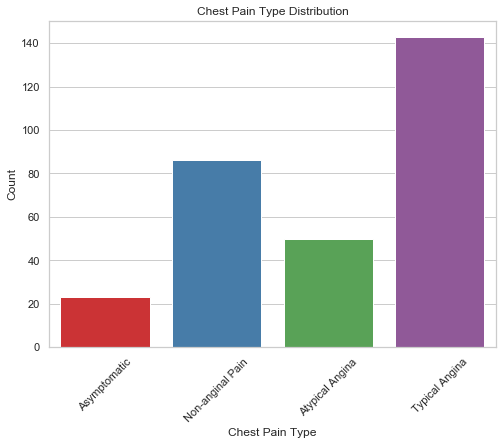 Chest Pain Type Distribution
140
120
100
80
60
40
20
0
Count
Asymptomatic
Non-anginal Pain
Atypical Angina
Typical Angina
Chest Pain Type